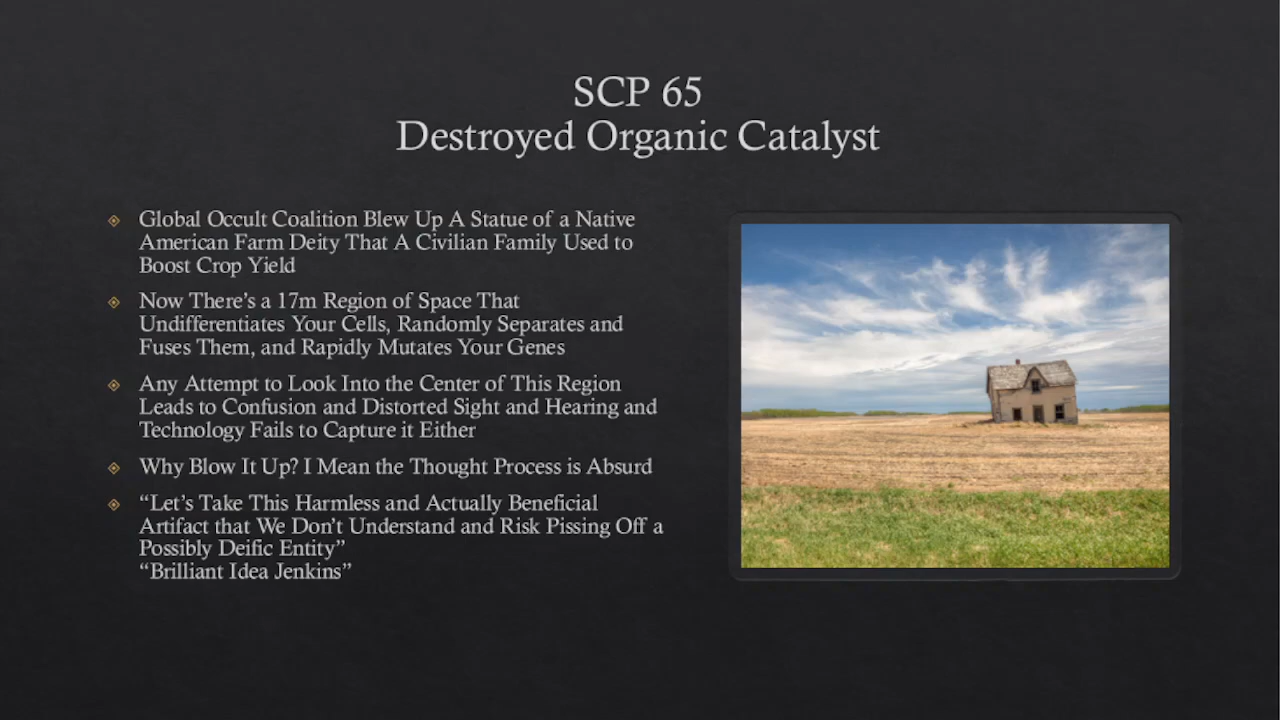 SCP 65
Destroyed Organic Catalyst
Global Occult Coalition Blew Up A Statue of a Native
American Farm Deity That A Civilian Family Used to
Boost Crop Yield
Now There's a 17m Region of Space That
Undifferentiates Your Cells, Randomly Separates and
Fuses Them, and Rapidly Mutates Your Genes
Any Attempt to Look Into the Center of This Region
Leads to Confusion and Distorted Sight and Hearing and
Technology Fails to Capture it Either
Why Blow It Up? I Mean the Thought Process is Absurd
“Let's Take This Harmless and Actually Beneficial
Artifact that We Don't Understand and Risk Pissing Off a
Possibly Deific Entity”
“Brilliant Idea Jenkins”